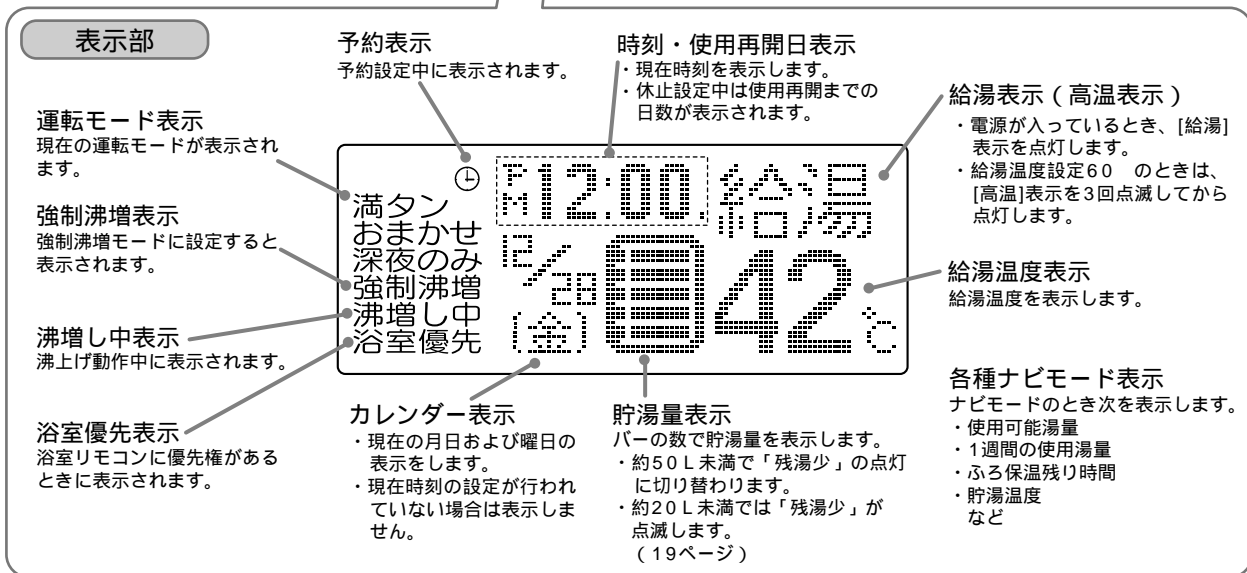 表示部
予約表示
予約設定中に表示されます。
時刻・使用再開日表示
・現在時刻を表示します。
・休止設定中は使用再開までの
日数が表示されます。
給湯表示（高温表示）
・電源が入っているとき、[給湯]
表示を点灯します。
・給湯温度設定60　のときは、
[高温]表示を3回点滅してから
点灯します。
運転モード表示
現在の運転モードが表示され
ます。
強制沸増表示
強制沸増モードに設定すると
表示されます。
沸増し中表示
沸上げ動作中に表示されます。
浴室優先表示
浴室リモコンに優先権がある
ときに表示されます。
満タン
おまかせ
深夜のみ
強制沸増
沸増し中
浴室優先
PM12:00.
給湯
12/28
(金)
42℃
給湯温度表示
給湯温度を表示します。
カレンダー表示
・現在の月日および曜日の
表示をします。
・現在時刻の設定が行われ
ていない場合は表示しま
せん。
貯湯量表示
バーの数で貯湯量を表示します。
・約50L未満で「残湯少」の点灯
に切り替わります。
・約20L未満では「残湯少」が
点滅します。
（19ページ）
各種ナビモード表示
ナビモードのとき次を表示します。
・使用可能湯量
・1週間の使用湯量
・ふろ保温残り時間
・貯湯温度
など